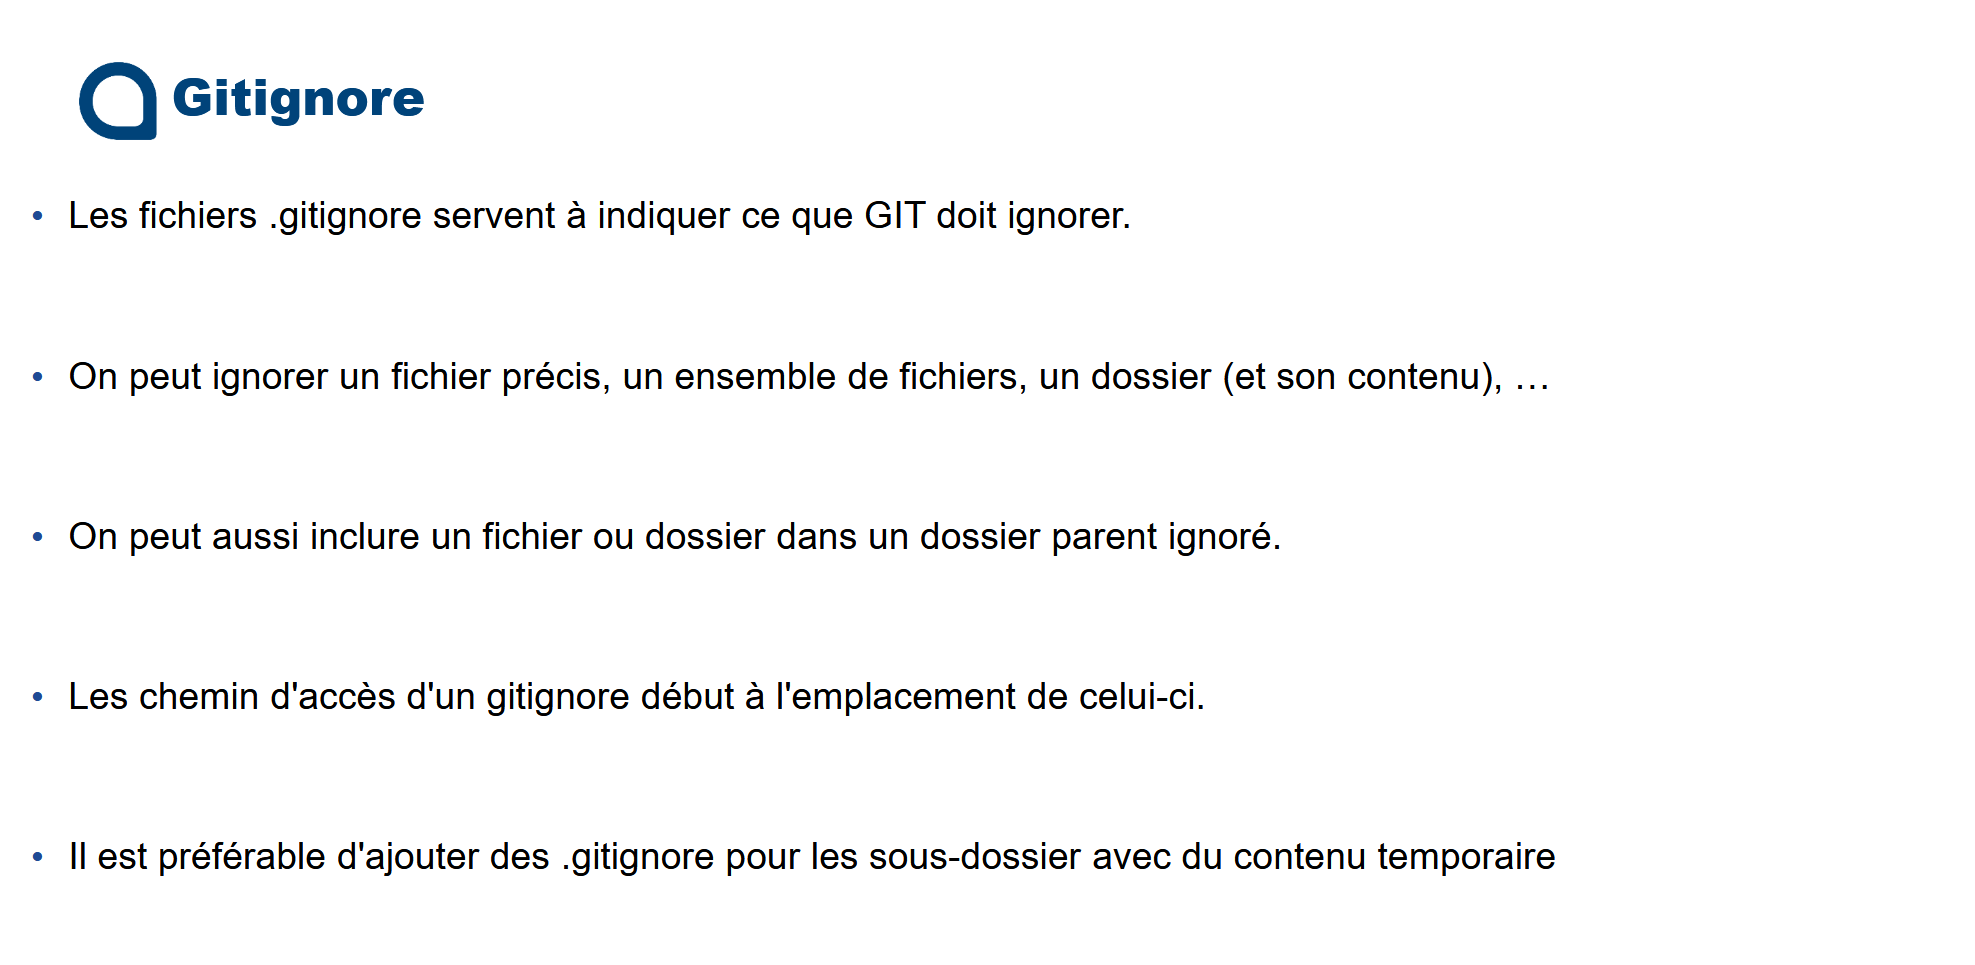 Gitignore
• Les fichiers .gitignore servent à indiquer ce que GIT doit ignorer.
• On peut ignorer un fichier précis, un ensemble de fichiers, un dossier (et son contenu), …
• On peut aussi inclure un fichier ou dossier dans un dossier parent ignoré.
• Les chemin d'accès d'un gitignore début à l'emplacement de celui-ci.
• Il est préférable d'ajouter des .gitignore pour les sous-dossier avec du contenu temporaire